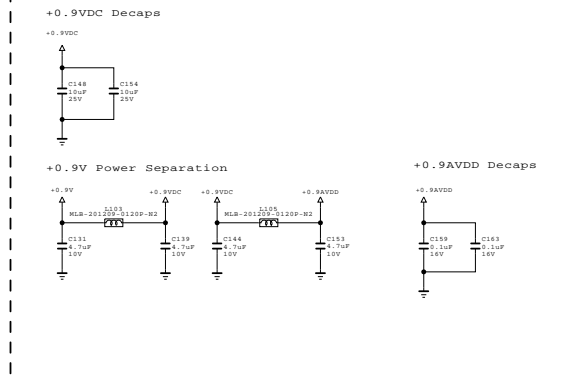 +0.9VDC Decaps
+0.9VDC
C148
10uF
25V
C154
10uF
25V
+0.9V Power Separation
+0.9V
+0.9VDC
+0.9VDC
+0.9AVDD
L103
MLB-201209-0120P-N2
L105
MLB-201209-0120P-N2
C131
4.7uF
10V
C139
4.7uF
10V
C144
4.7uF
10V
C153
4.7uF
10V
+0.9AVDD Decaps
+0.9AVDD
C159
0.1uF
16V
C163
0.1uF
16V